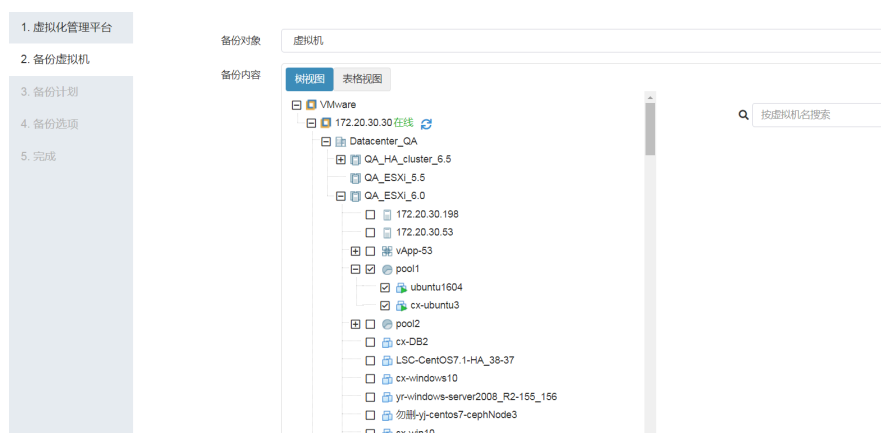 1. 虚拟化管理平台
2. 备份虚拟机
3. 备份计划
4. 备份选项
5. 完成
备份对象
虚拟机
备份内容
树视图 表格视图
VMware
172.20.30.30 在线
Datacenter_QA
QA_HA_cluster_6.5
QA_ESXi_5.5
QA_ESXi_6.0
172.20.30.198
172.20.30.53
vApp-53
pool1
ubuntu1604
cx-ubuntu3
pool2
cx-DB2
LSC-CentOS7.1-HA_38-37
cx-windows10
yr-windows-server2008_R2-155_156
勿删-yj-centos7-cephNode3
cx-win10
按虚拟机名搜索